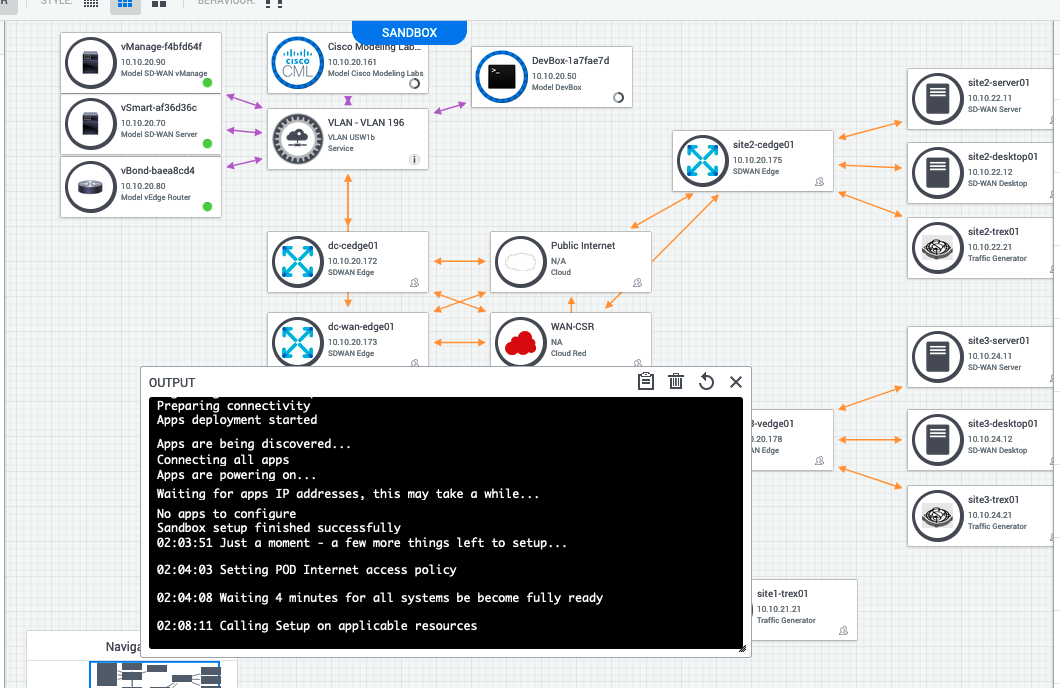 R
STYLE:
BEHAVIOUR:
SANDBOX
vManage-f4bfd64f
10.10.20.90
Model SD-WAN vManage
vSmart-af36d36c
10.10.20.70
Model SD-WAN Server
vBond-baea8cd4
10.10.20.80
Model vEdge Router
CISCO
CML
Cisco Modeling Lab...
10.10.20.161
Model Cisco Modeling Labs
DevBox-1a7fae7d
10.10.20.50
Model DevBox
VLAN - VLAN 196
VLAN USW1b
Service
site2-cedge01
10.10.20.175
SDWAN Edge
site2-server01
10.10.22.11
SD-WAN Server
site2-desktop01
10.10.22.12
SD-WAN Desktop
site2-trex01
10.10.22.21
Traffic Generator
dc-cedge01
10.10.20.172
SDWAN Edge
Public Internet
N/A
Cloud
dc-wan-edge01
10.10.20.173
SDWAN Edge
WAN-CSR
NA
Cloud Red
site3-server01
10.10.24.11
SD-WAN Server
3-vedge01
0.20.178
AN Edge
site3-desktop01
10.10.24.12
SD-WAN Desktop
site3-trex01
10.10.24.21
Traffic Generator
site1-trex01
10.10.21.21
Traffic Generator
OUTPUT
Preparing connectivity
Apps deployment started
Apps are being discovered...
Connecting all apps
Apps are powering on...
Waiting for apps IP addresses, this may take a while...
No apps to configure
Sandbox setup finished successfully
02:03:51 Just a moment - a few more things left to setup...
02:04:03 Setting POD Internet access policy
02:04:08 Waiting 4 minutes for all systems be become fully ready
02:08:11 Calling Setup on applicable resources
Naviga